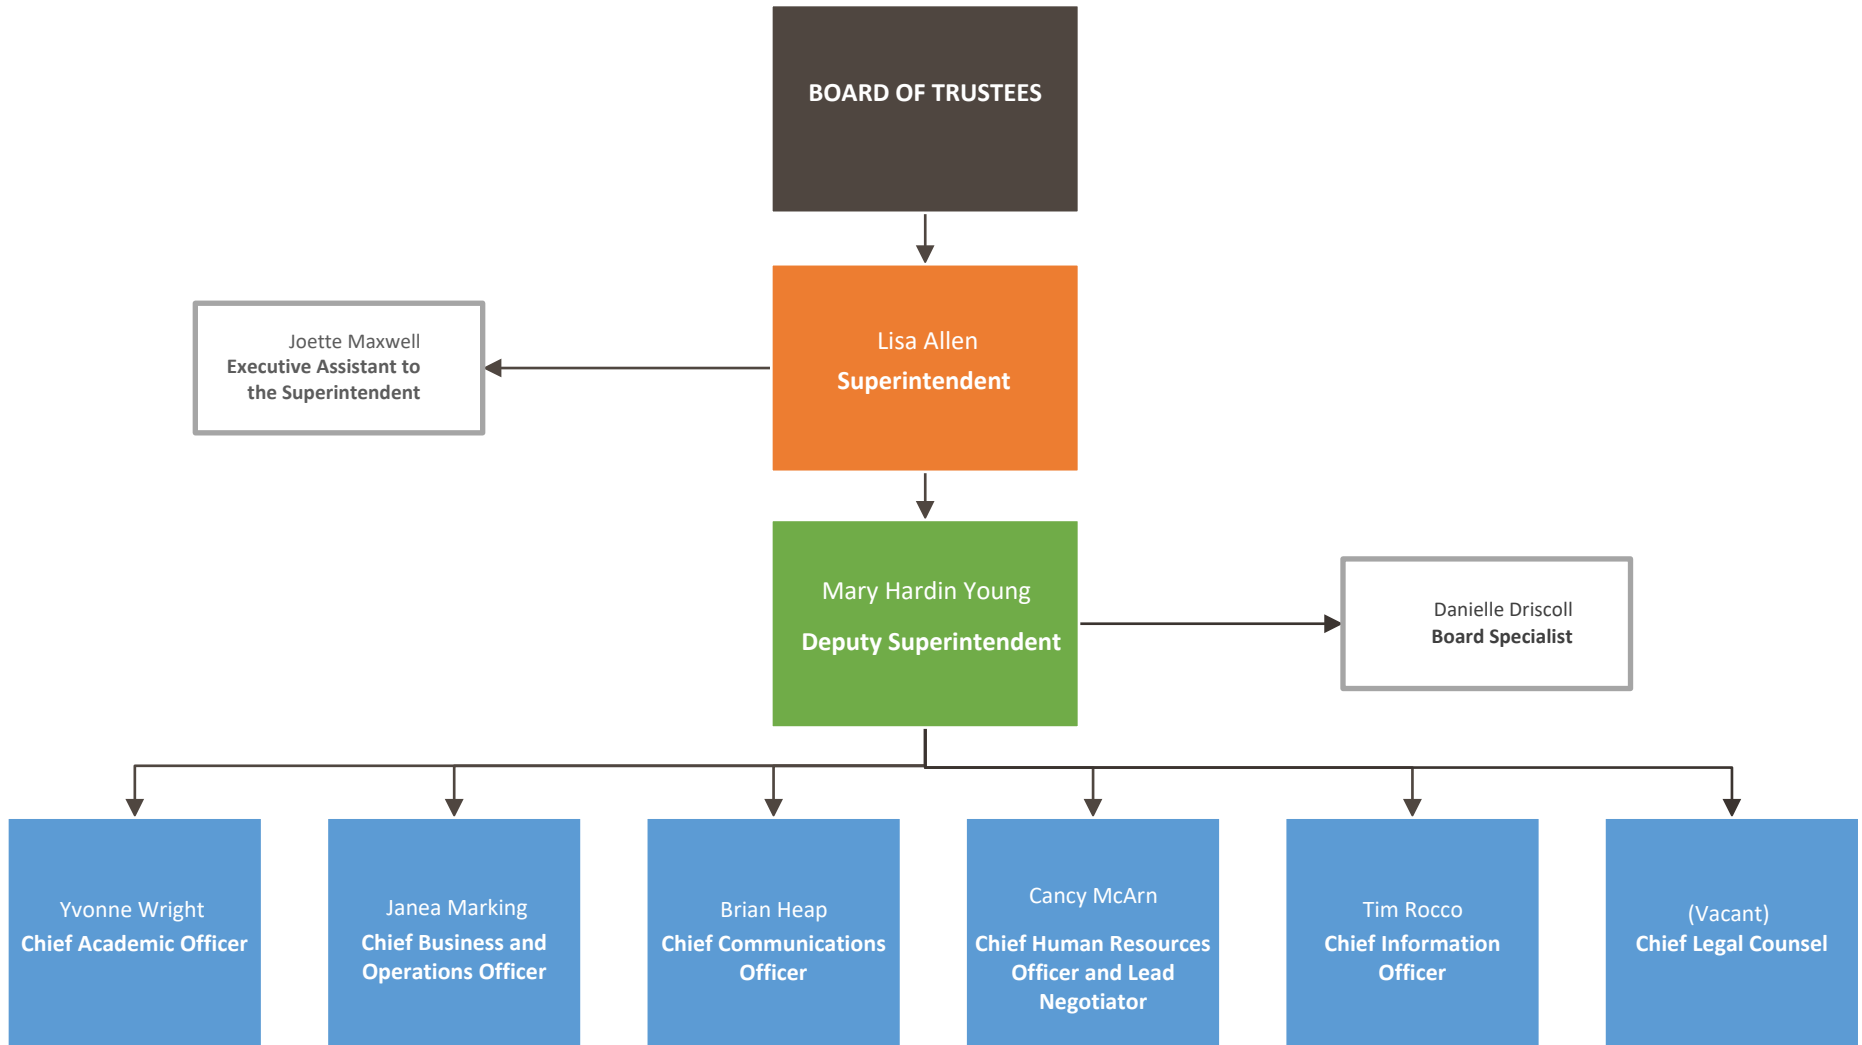 BOARD OF TRUSTEES
Lisa Allen
Superintendent
Joette Maxwell
Executive Assistant to
the Superintendent
Mary Hardin Young
Deputy Superintendent
Danielle Driscoll
Board Specialist
Yvonne Wright
Chief Academic Officer
Janea Marking
Chief Business and
Operations Officer
Brian Heap
Chief Communications
Officer
Cancy McArn
Chief Human Resources
Officer and Lead
Negotiator
Tim Rocco
Chief Information
Officer
(Vacant)
Chief Legal Counsel